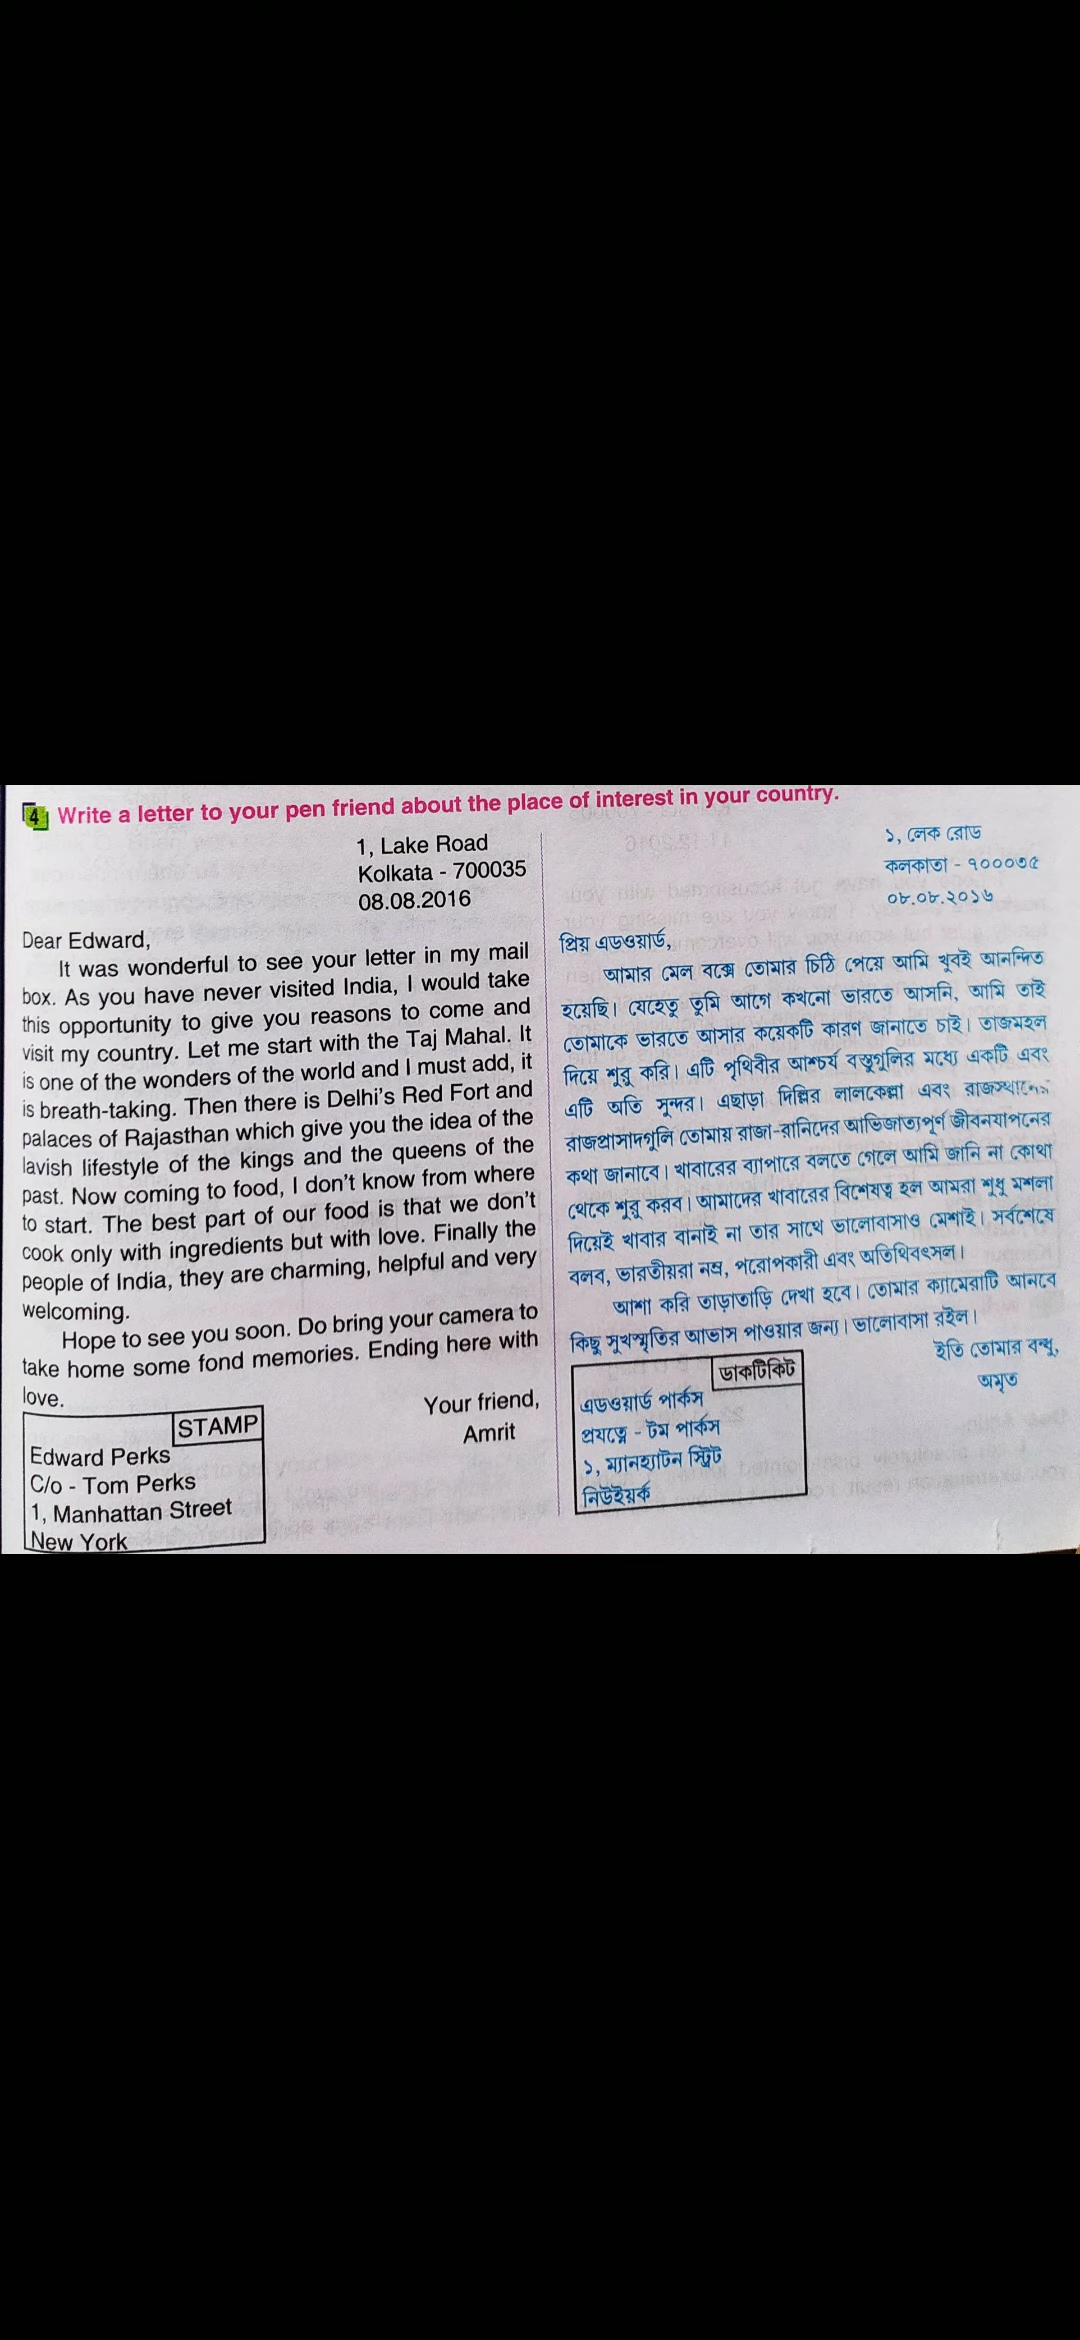 4 Write a letter to your pen friend about the place of interest in your country.
1, Lake Road
Kolkata - 700035
08.08.2016
Dear Edward,
It was wonderful to see your letter in my mail
box. As you have never visited India, I would take
this opportunity to give you reasons to come and
visit my country. Let me start with the Taj Mahal. It
is one of the wonders of the world and I must add, it
is breath-taking. Then there is Delhi's Red Fort and
palaces of Rajasthan which give you the idea of the
lavish lifestyle of the kings and the queens of the
past. Now coming to food, I don't know from where
to start. The best part of our food is that we don't
cook only with ingredients but with love. Finally the
people of India, they are charming, helpful and very
welcoming.
Hope to see you soon. Do bring your camera to
take home some fond memories. Ending here with
love.
Your friend,
Amrit
STAMP
Edward Perks
C/o - Tom Perks
1, Manhattan Street
New York
১, লেক রোড
কলকাতা - ৭০০০৩৫
০৮.০৮.২০১৬
প্রিয় এডওয়ার্ড,
আমার মেল বক্সে তোমার চিঠি পেয়ে আমি খুবই আনন্দিত
হয়েছি। যেহেতু তুমি আগে কখনো ভারতে আসনি, আমি তাই
তোমাকে ভারতে আসার কয়েকটি কারণ জানাতে চাই। তাজমহল
দিয়ে শুরু করি। এটি পৃথিবীর আশ্চর্য বস্তুগুলির মধ্যে একটি এবং
এটি অতি সুন্দর। এছাড়া দিল্লির লালকেল্লা এবং রাজস্থানের
রাজপ্রাসাদগুলি তোমায় রাজা-রানিদের আভিজাত্যপূর্ণ জীবনযাপনের
কথা জানাবে। খাবারের ব্যাপারে বলতে গেলে আমি জানি না কোথা
থেকে শুরু করব। আমাদের খাবারের বিশেষত্ব হল আমরা শুধু মশলা
দিয়েই খাবার বানাই না তার সাথে ভালোবাসাও মেশাই। সর্বশেষে
বলব, ভারতীয়রা নম্র, পরোপকারী এবং অতিথিবৎসল।
আশা করি তাড়াতাড়ি দেখা হবে। তোমার ক্যামেরাটি আনবে
কিছু সুখস্মৃতির আভাস পাওয়ার জন্য। ভালোবাসা রইল।
ইতি তোমার বন্ধু,
অমৃত
ডাকটিকিট
এডওয়ার্ড পার্কস
প্রযত্নে - টম পার্কস
১, ম্যানহ্যাটন স্ট্রিট
নিউইয়র্ক